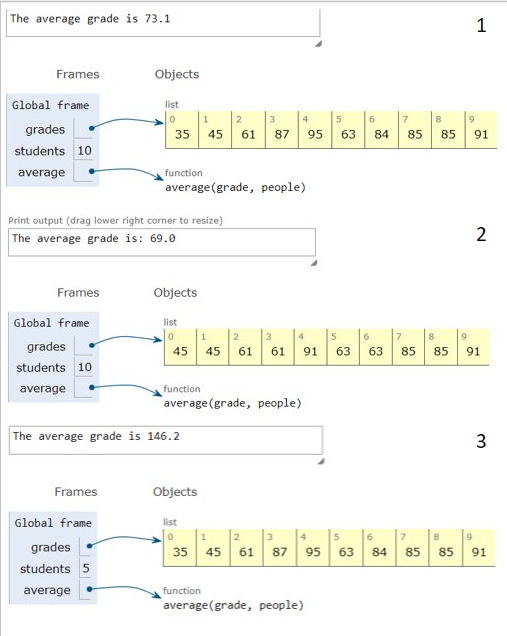 The average grade is 73.1
1
Frames Objects
Global frame
list
0 1 2 3 4 5 6 7 8 9
35 45 61 87 95 63 84 85 85 91
grades
students 10
average
function
average(grade, people)
Print output (drag lower right corner to resize)
The average grade is: 69.0
2
Frames Objects
Global frame
list
0 1 2 3 4 5 6 7 8 9
45 45 61 61 91 63 63 85 85 91
grades
students 10
average
function
average(grade, people)
The average grade is 146.2
3
Frames Objects
Global frame
list
0 1 2 3 4 5 6 7 8 9
35 45 61 87 95 63 84 85 85 91
grades
students 5
average
function
average(grade, people)